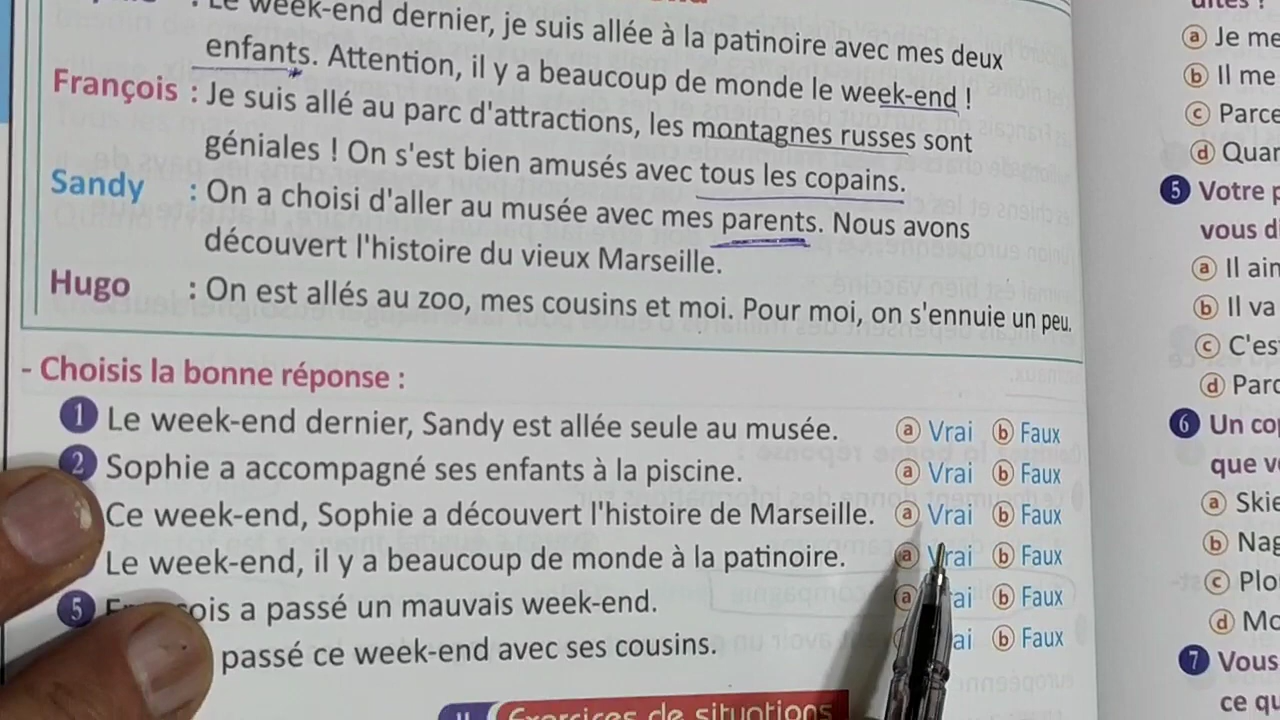 : Le week-end dernier, je suis allée à la patinoire avec mes deux
enfants. Attention, il y a beaucoup de monde le week-end !
François : Je suis allé au parc d'attractions, les montagnes russes sont
géniales ! On s'est bien amusés avec tous les copains.
Sandy : On a choisi d'aller au musée avec mes parents. Nous avons
découvert l'histoire du vieux Marseille.
Hugo : On est allés au zoo, mes cousins et moi. Pour moi, on s'ennuie un peu.
- Choisis la bonne réponse :
1 Le week-end dernier, Sandy est allée seule au musée. a Vrai b Faux
2 Sophie a accompagné ses enfants à la piscine. a Vrai b Faux
Ce week-end, Sophie a découvert l'histoire de Marseille. a Vrai b Faux
Le week-end, il y a beaucoup de monde à la patinoire. a Vrai b Faux
5 a passé un mauvais week-end. a b Faux
passé ce week-end avec ses cousins. b Faux
Exercices de situations
a Je me
b Il me
c Parce
d Quan
5 Votre p
vous d
a Il ain
b Il va
c C'es
d Parc
6 Un co
que v
a Skie
b Nag
c Plo
d Mo
7 Vous
ce qu